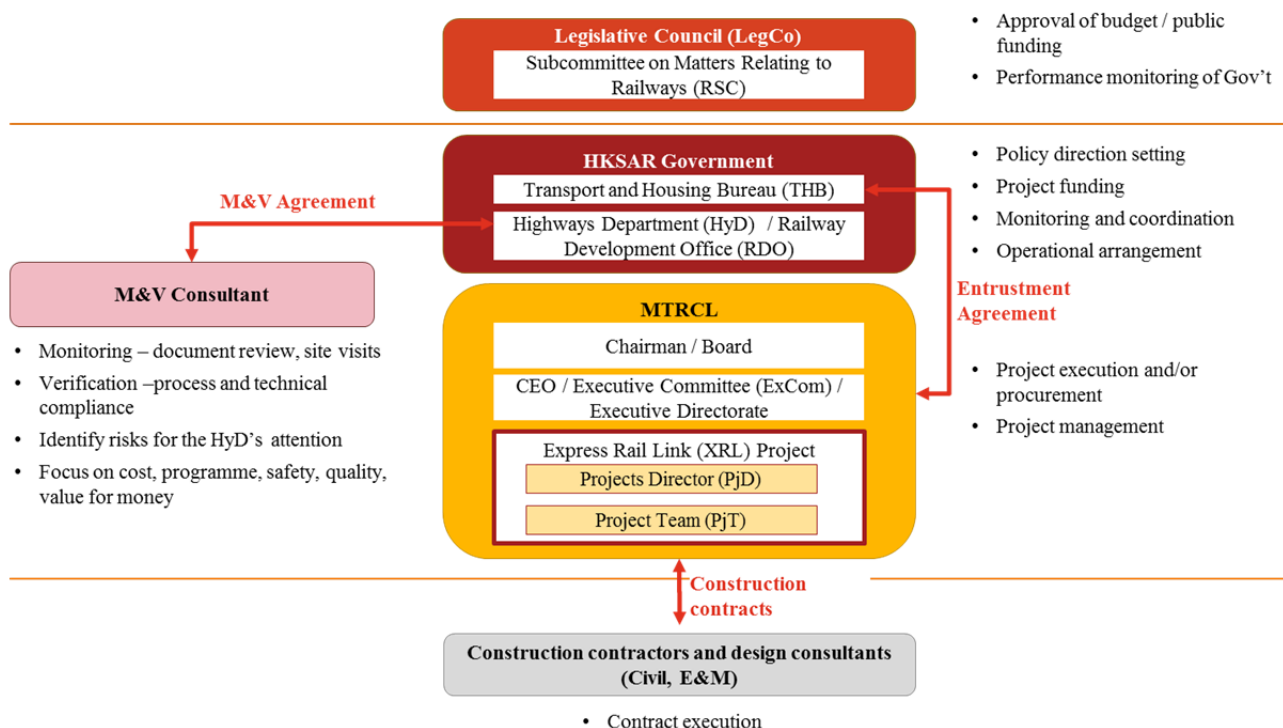 Legislative Council (LegCo)
Subcommittee on Matters Relating to
Railways (RSC)
• Approval of budget / public
funding
• Performance monitoring of Gov't
HKSAR Government
Transport and Housing Bureau (THB)
Highways Department (HyD) / Railway
Development Office (RDO)
• Policy direction setting
• Project funding
• Monitoring and coordination
• Operational arrangement
M&V Agreement
M&V Consultant
• Monitoring – document review, site visits
• Verification –process and technical
compliance
• Identify risks for the HyD's attention
• Focus on cost, programme, safety, quality,
value for money
MTRCL
Chairman / Board
CEO / Executive Committee (ExCom) /
Executive Directorate
Express Rail Link (XRL) Project
Projects Director (PjD)
Project Team (PjT)
Entrustment
Agreement
• Project execution and/or
procurement
• Project management
Construction
contracts
Construction contractors and design consultants
(Civil, E&M)
• Contract execution